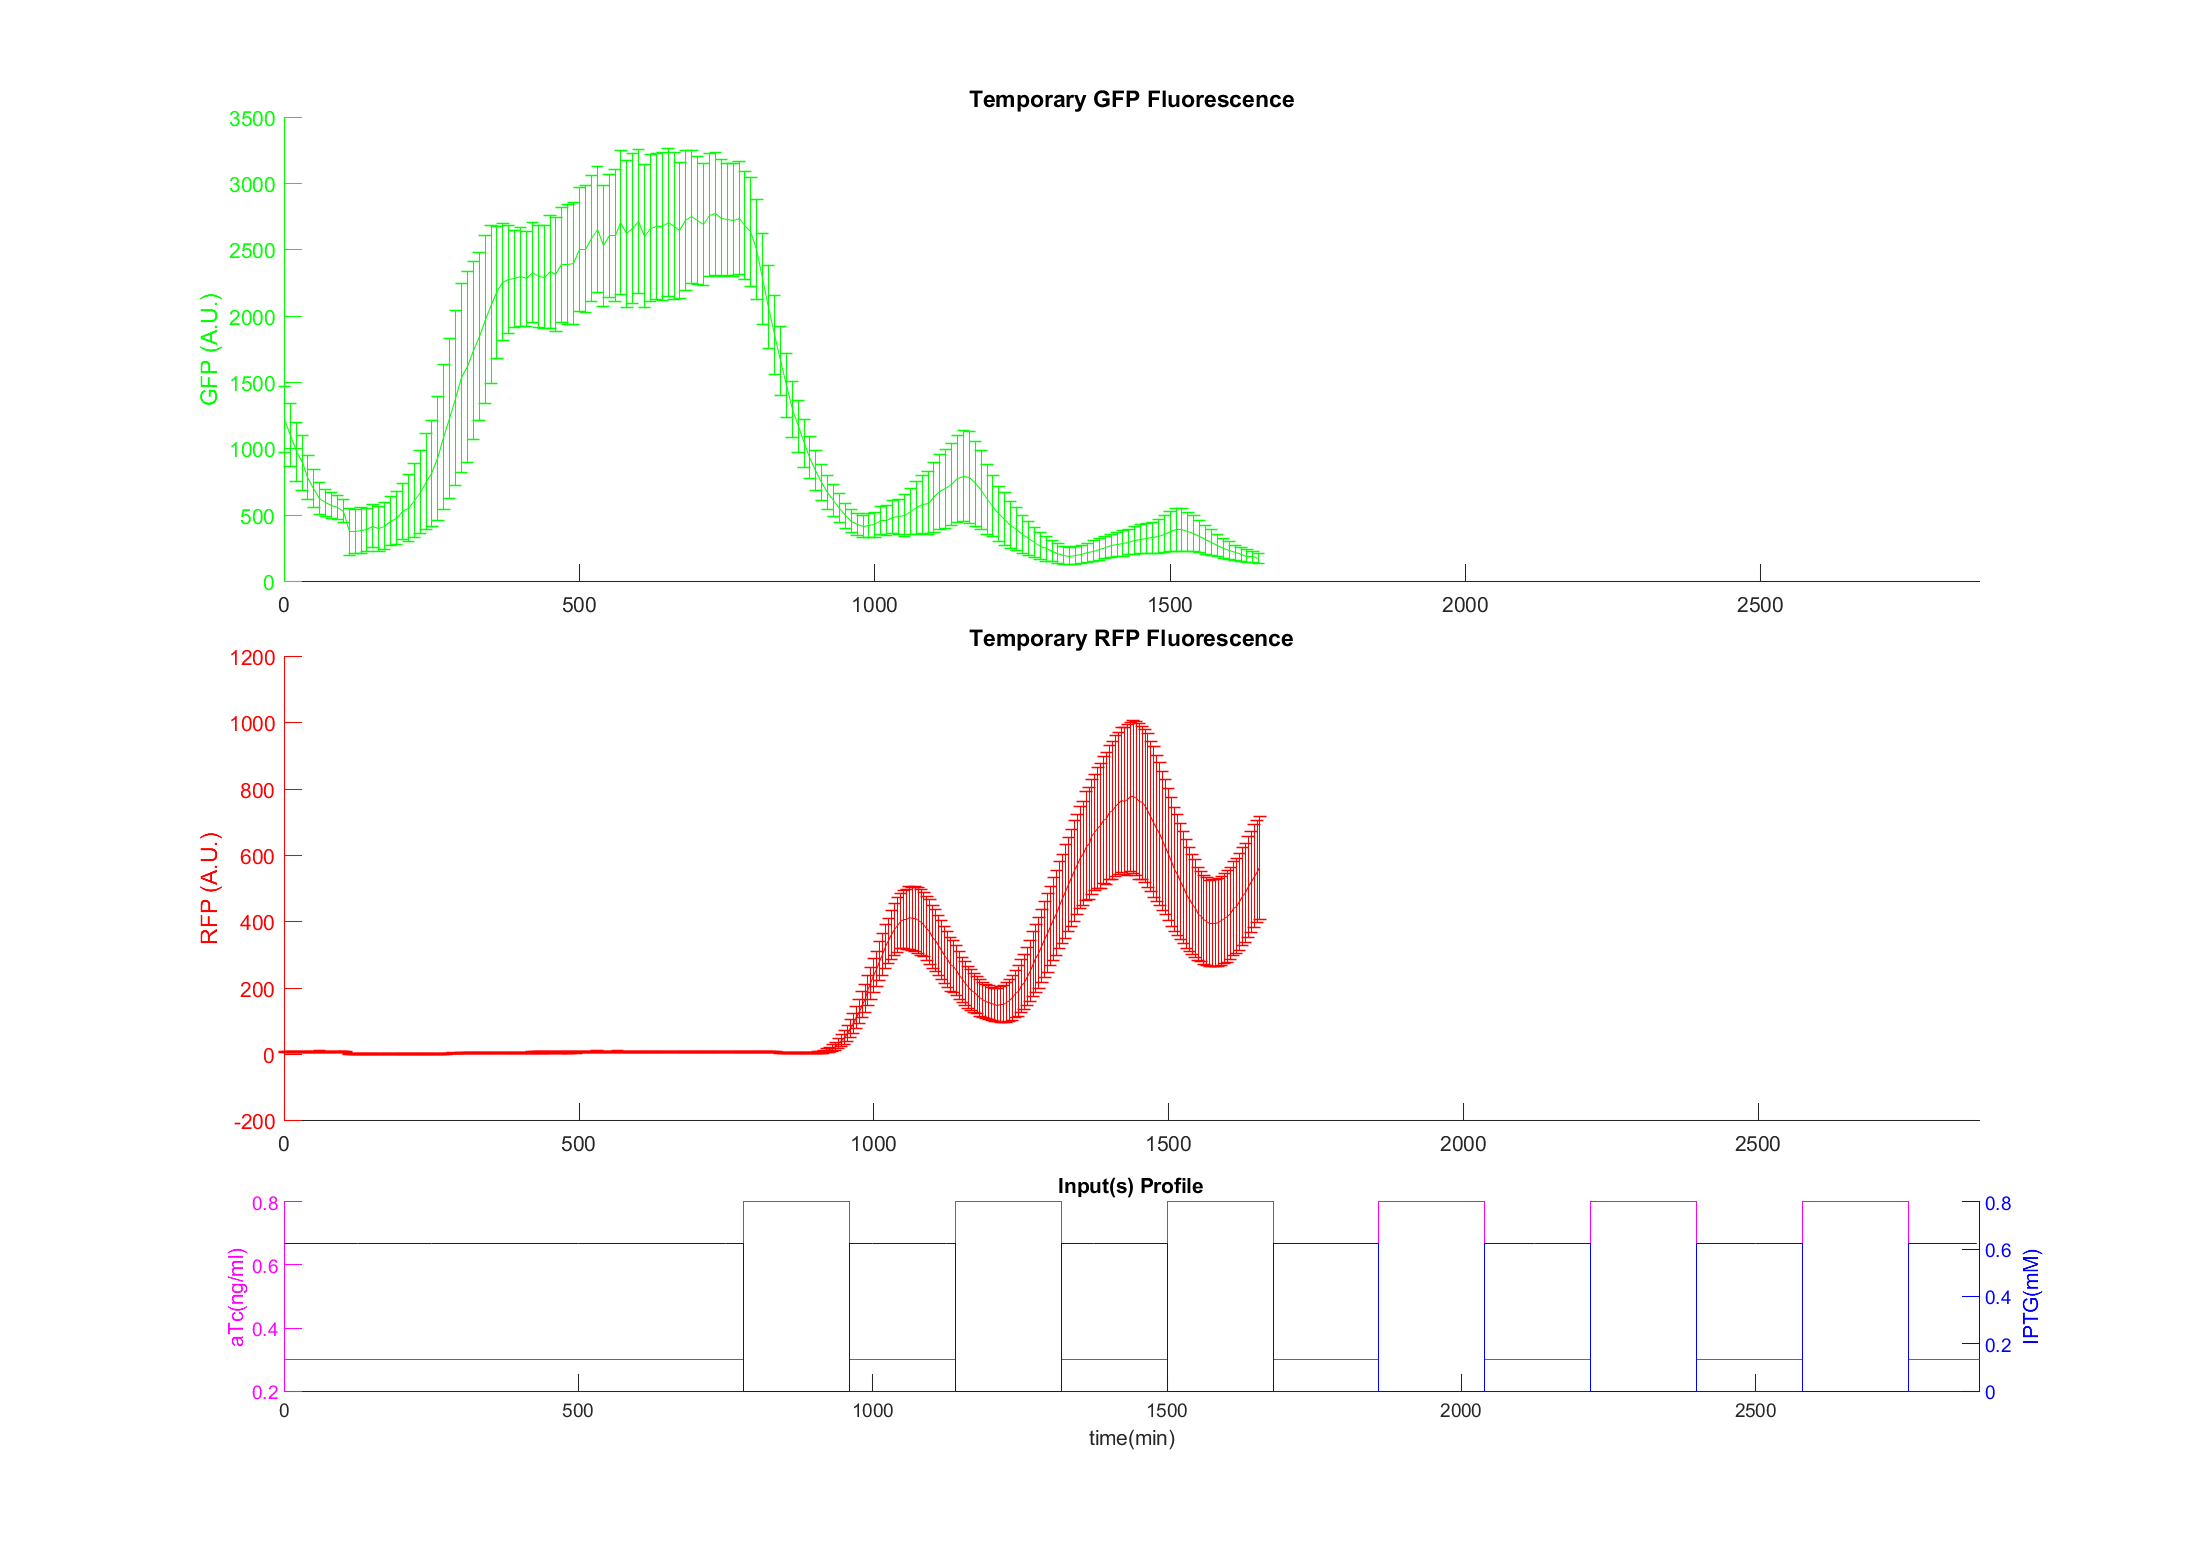 Temporary GFP Fluorescence
3500
3000
2500
2000
1500
1000
500
0
GFP (A.U.)
0 500 1000 1500 2000 2500
Temporary RFP Fluorescence
1200
1000
800
600
400
200
0
-200
RFP (A.U.)
0 500 1000 1500 2000 2500
Input(s) Profile
0.8
0.6
0.4
0.2
aTc(ng/ml)
0.8
0.6
0.4
0.2
0
IPTG(mM)
0 500 1000 1500 2000 2500
time(min)